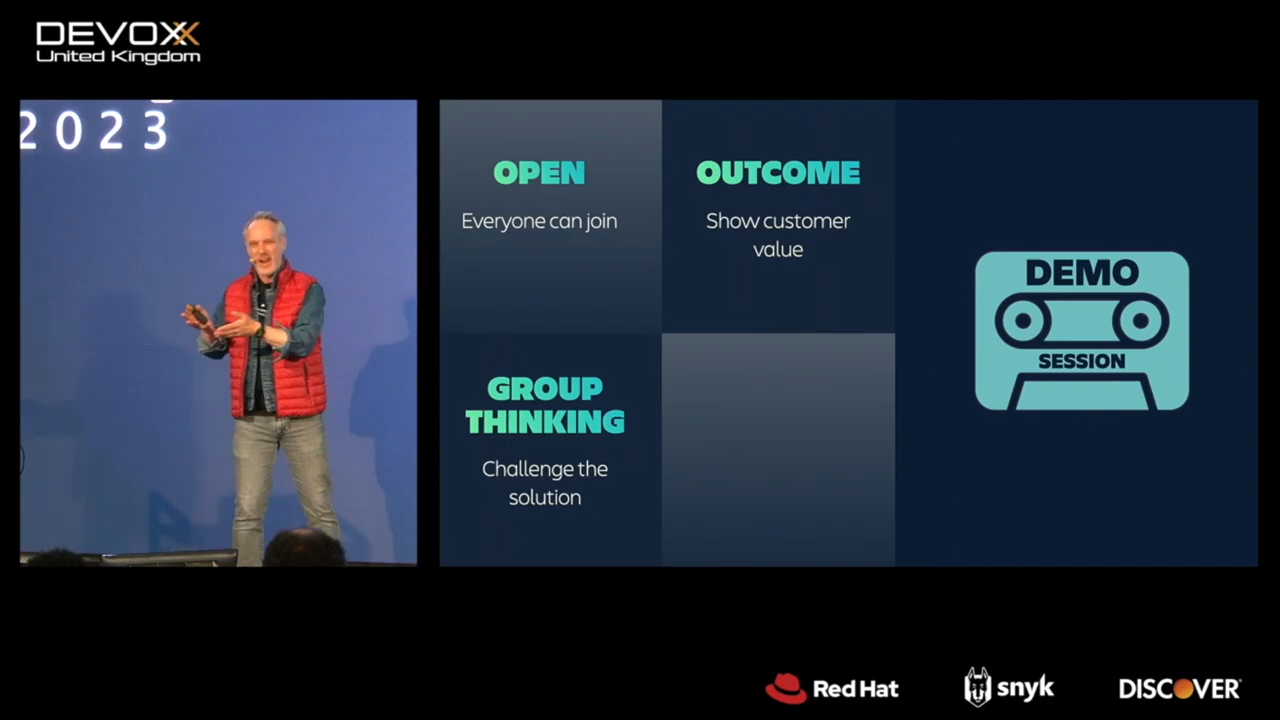 DEVOXX
United Kingdom
2023
OPEN
Everyone can join
OUTCOME
Show customer
value
GROUP
THINKING
Challenge the
solution
DEMO
SESSION
Red Hat
snyk
DISCOVER